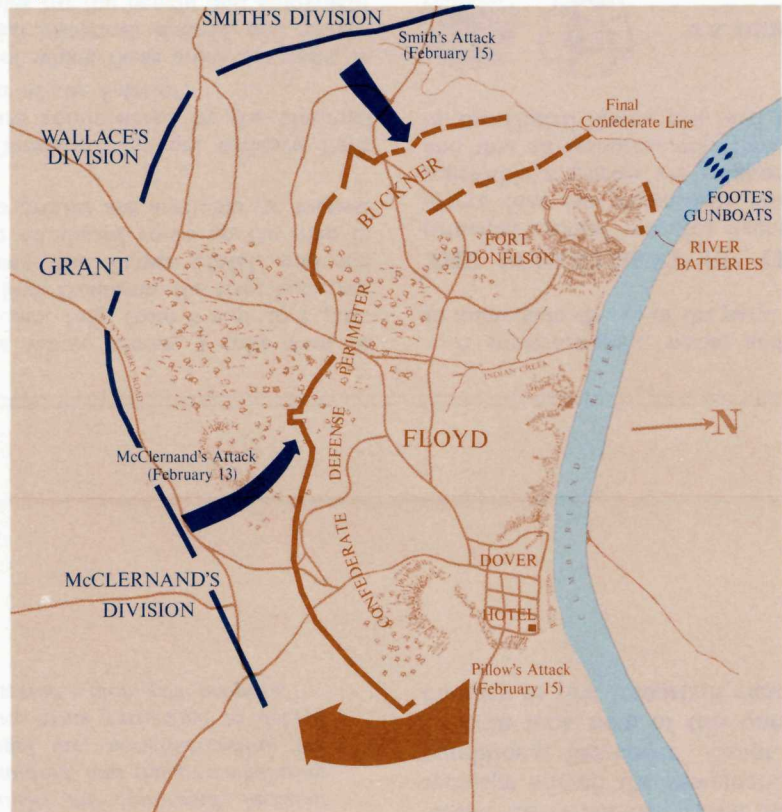 SMITH'S DIVISION
Smith's Attack
(February 15)
WALLACE'S
DIVISION
Final
Confederate Line
BUCKNER
FOOTE'S
GUNBOATS
FORT
DONELSON
RIVER
BATTERIES
GRANT
PERIMETER
INDIAN CREEK
FERRY ROAD
N
FLOYD
DEFENSE
McClernand's Attack
(February 13)
CUMBERLAND RIVER
DOVER
CONFEDERATE
McCLERNAND'S
DIVISION
HOTEL
Pillow's Attack
(February 15)